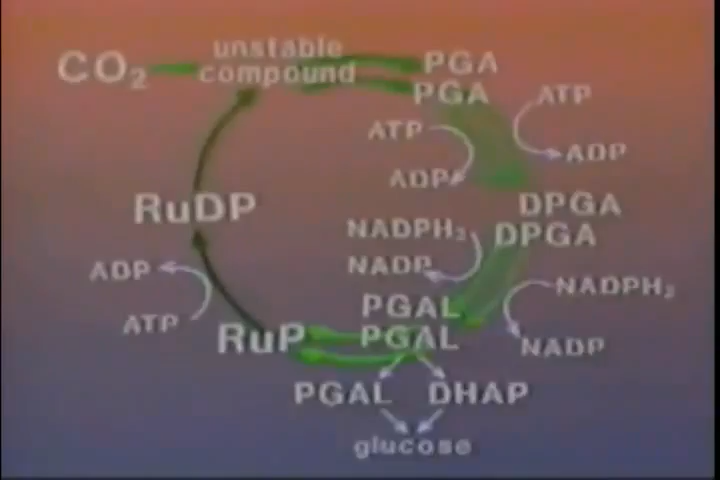 CO₂
unstable
compound
PGA
PGA
ATP
ADP
ATP
ADP
DPGA
DPGA
RuDP
NADPH₂
NADP
NADPH₂
NADP
ADP
ATP
PGAL
PGAL
RuP
PGAL
DHAP
glucose